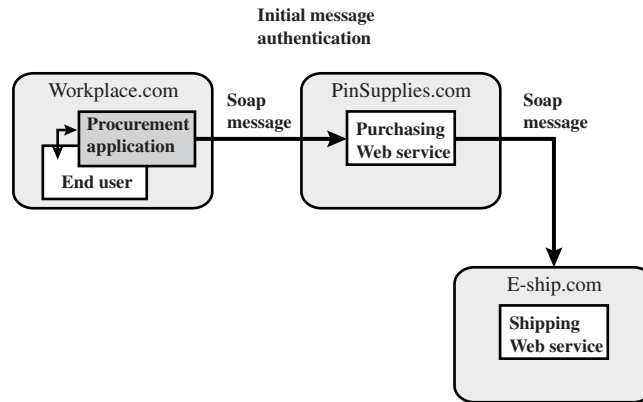 Initial message
authentication
Workplace.com
Procurement
application
End user
Soap
message
PinSupplies.com
Purchasing
Web service
Soap
message
E-ship.com
Shipping
Web service